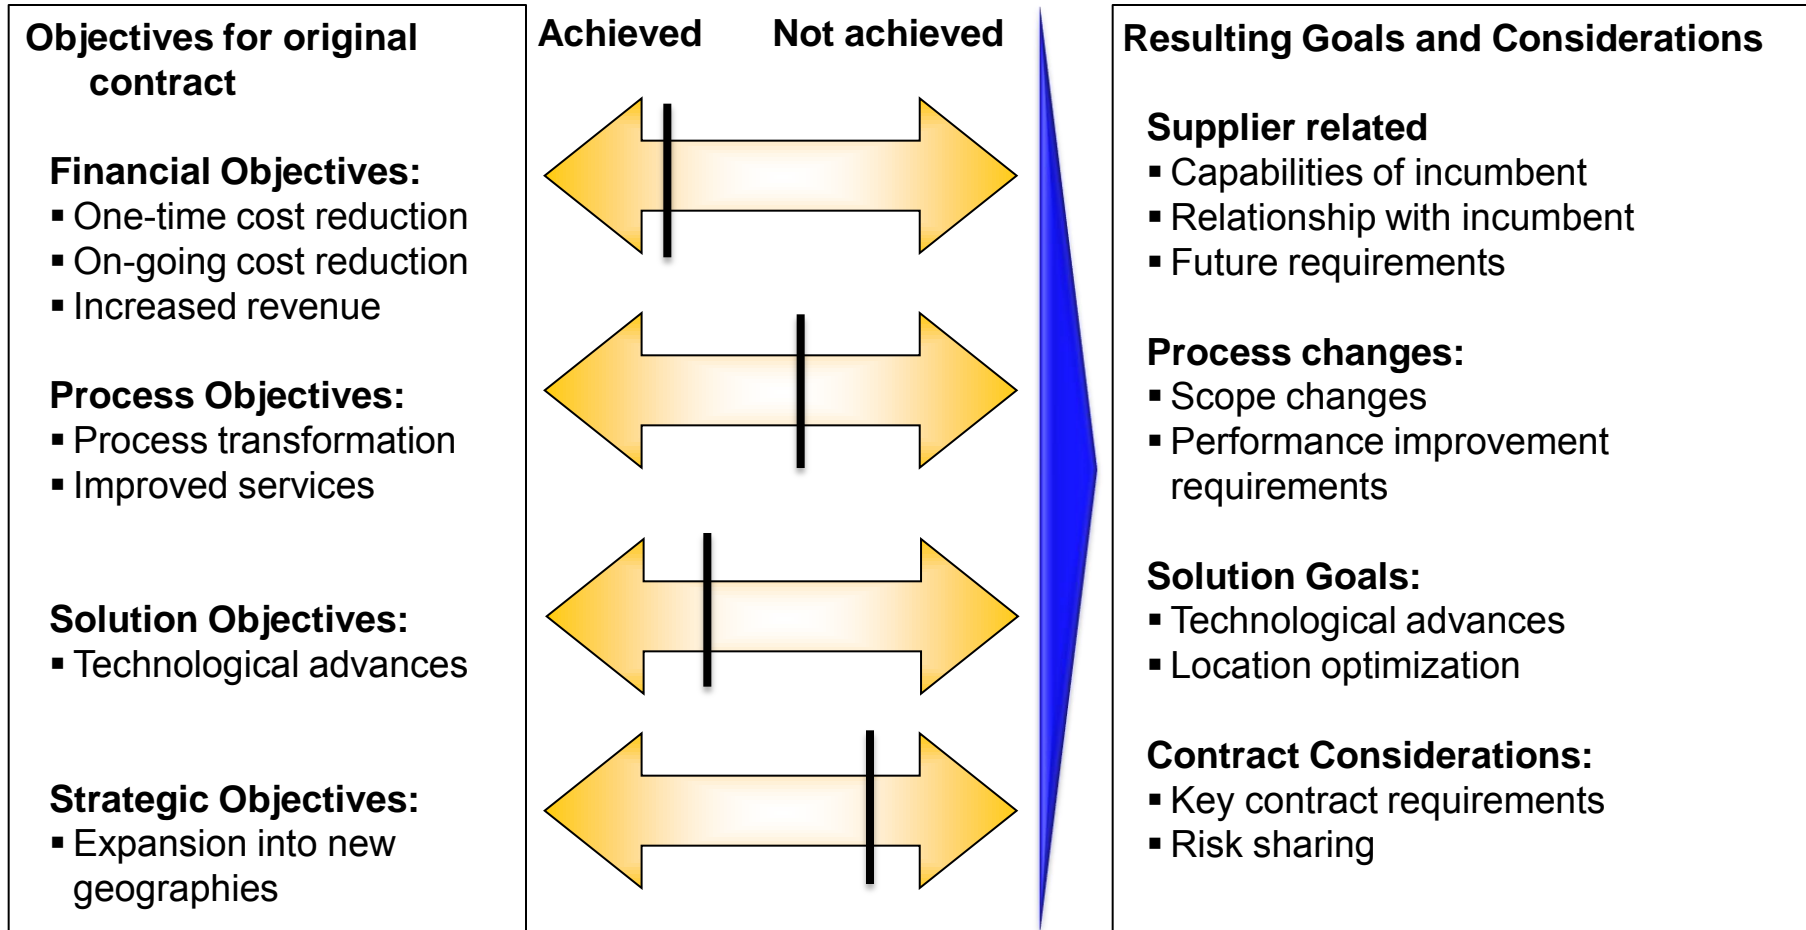 Objectives for original
contract
Financial Objectives:
▪ One-time cost reduction
▪ On-going cost reduction
▪ Increased revenue
Process Objectives:
▪ Process transformation
▪ Improved services
Solution Objectives:
▪ Technological advances
Strategic Objectives:
▪ Expansion into new
geographies
Achieved
Not achieved
Resulting Goals and Considerations
Supplier related
▪ Capabilities of incumbent
▪ Relationship with incumbent
▪ Future requirements
Process changes:
▪ Scope changes
▪ Performance improvement
requirements
Solution Goals:
▪ Technological advances
▪ Location optimization
Contract Considerations:
▪ Key contract requirements
▪ Risk sharing